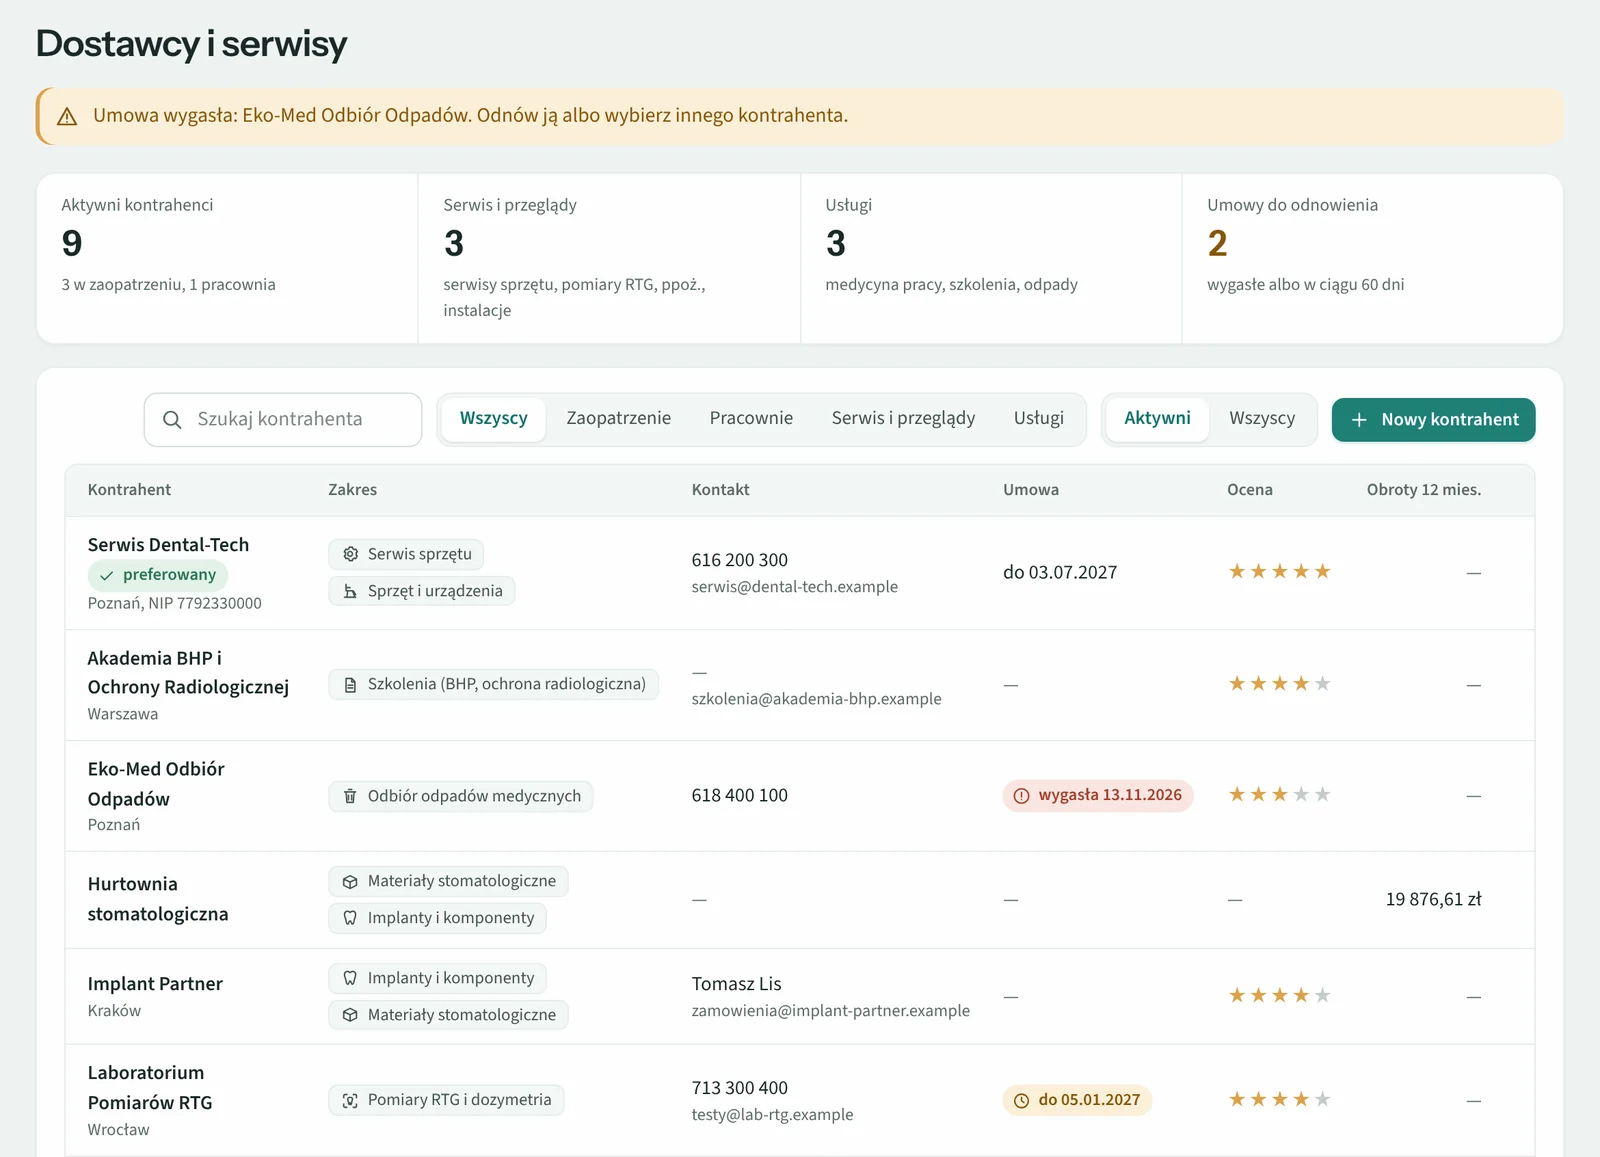 Dostawcy i serwisy
Umowa wygasła: Eko-Med Odbiór Odpadów. Odnów ją albo wybierz innego kontrahenta.
Aktywni kontrahenci
9
3 w zaopatrzeniu, 1 pracownia
Serwis i przeglądy
3
serwisy sprzętu, pomiary RTG, ppoż.,
instalacje
Usługi
3
medycyna pracy, szkolenia, odpady
Umowy do odnowienia
2
wygasłe albo w ciągu 60 dni
Szukaj kontrahenta
Wszyscy Zaopatrzenie Pracownie Serwis i przeglądy Usługi
Aktywni Wszyscy
Nowy kontrahent
Kontrahent Zakres Kontakt Umowa Ocena Obroty 12 mies.
Serwis Dental-Tech
preferowany
Poznań, NIP 7792330000
Serwis sprzętu
Sprzęt i urządzenia
616 200 300
serwis@dental-tech.example
do 03.07.2027
★★★★★
—
Akademia BHP i
Ochrony Radiologicznej
Warszawa
Szkolenia (BHP, ochrona radiologiczna)
—
szkolenia@akademia-bhp.example
—
★★★★★
—
Eko-Med Odbiór
Odpadów
Poznań
Odbiór odpadów medycznych
618 400 100
wygasła 13.11.2026
★★★★★
—
Hurtownia
stomatologiczna
Materiały stomatologiczne
Implanty i komponenty
—
—
—
19 876,61 zł
Implant Partner
Kraków
Implanty i komponenty
Materiały stomatologiczne
Tomasz Lis
zamowienia@implant-partner.example
—
★★★★★
—
Laboratorium
Pomiarów RTG
Wrocław
Pomiary RTG i dozymetria
713 300 400
testy@lab-rtg.example
do 05.01.2027
★★★★★
—